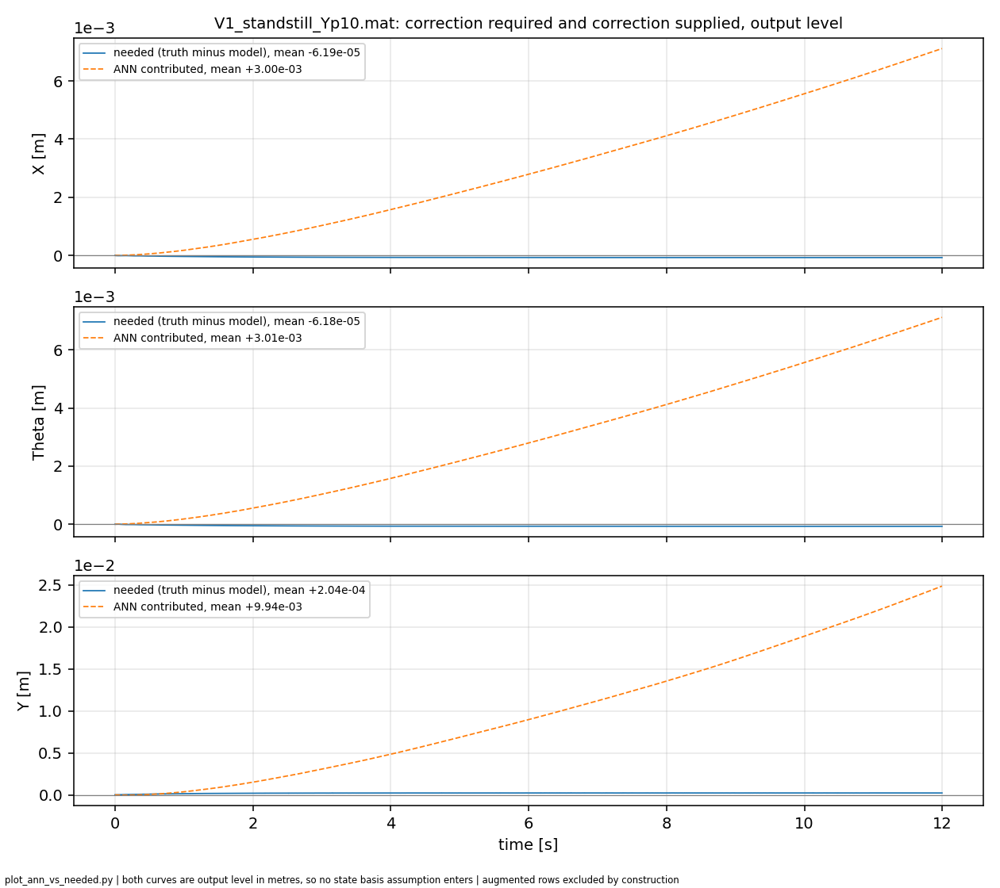 V1_standstill_Yp10.mat: correction required and correction supplied, output level
1e−3
needed (truth minus model), mean -6.19e-05
ANN contributed, mean +3.00e-03
6
4
2
0
X [m]
1e−3
needed (truth minus model), mean -6.18e-05
ANN contributed, mean +3.01e-03
6
4
2
0
Theta [m]
1e−2
needed (truth minus model), mean +2.04e-04
ANN contributed, mean +9.94e-03
2.5
2.0
1.5
1.0
0.5
0.0
Y [m]
0 2 4 6 8 10 12
time [s]
plot_ann_vs_needed.py | both curves are output level in metres, so no state basis assumption enters | augmented rows excluded by construction